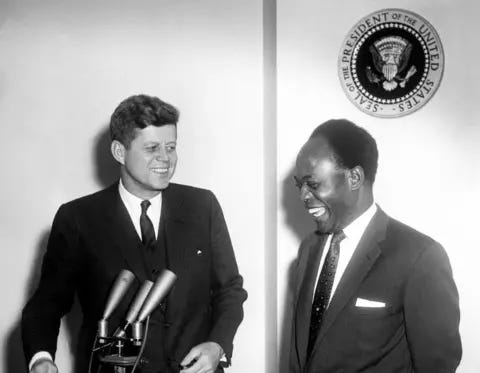 SEAL OF THE PRESIDENT OF THE UNITED STATES